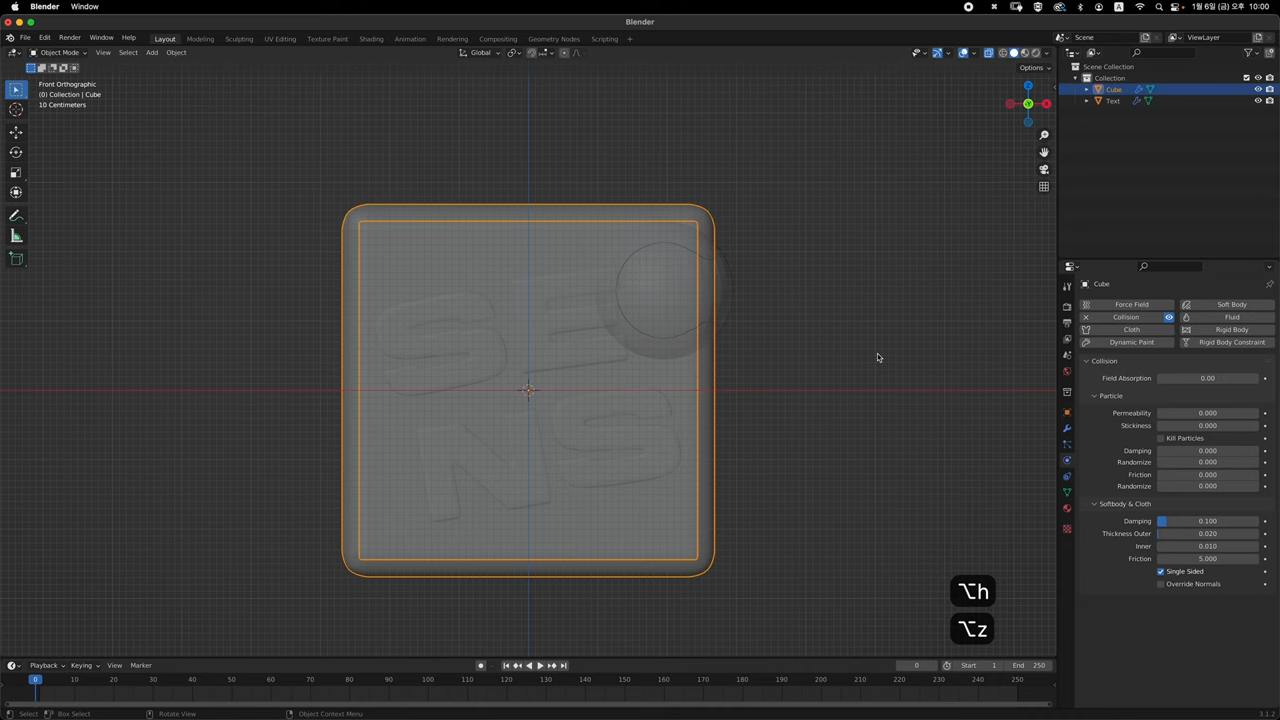 Blender Window A 1월 6일 (금) 오후 10:00
Blender
File Edit Render Window Help Layout Modeling Sculpting UV Editing Texture Paint Shading Animation Rendering Compositing Geometry Nodes Scripting + Scene ViewLayer
Object Mode View Select Add Object Global
Options
Front Orthographic
(0) Collection | Cube
10 Centimeters
Z
X
Scene Collection
Collection
Cube
Text
Cube
Force Field Soft Body
Collision Fluid
Cloth Rigid Body
Dynamic Paint Rigid Body Constraint
Collision
Field Absorption 0.00
Particle
Permeability 0.000
Stickiness 0.000
Kill Particles
Damping 0.000
Randomize 0.000
Friction 0.000
Randomize 0.000
Softbody & Cloth
Damping 0.100
Thickness Outer 0.020
Inner 0.010
Friction 5.000
Single Sided
Override Normals
⌥h
⌥z
Playback Keying View Marker 0 Start 1 End 250
0 10 20 30 40 50 60 70 80 90 100 110 120 130 140 150 160 170 180 190 200 210 220 230 240 250
Select Box Select Rotate View Object Context Menu 3.1.2